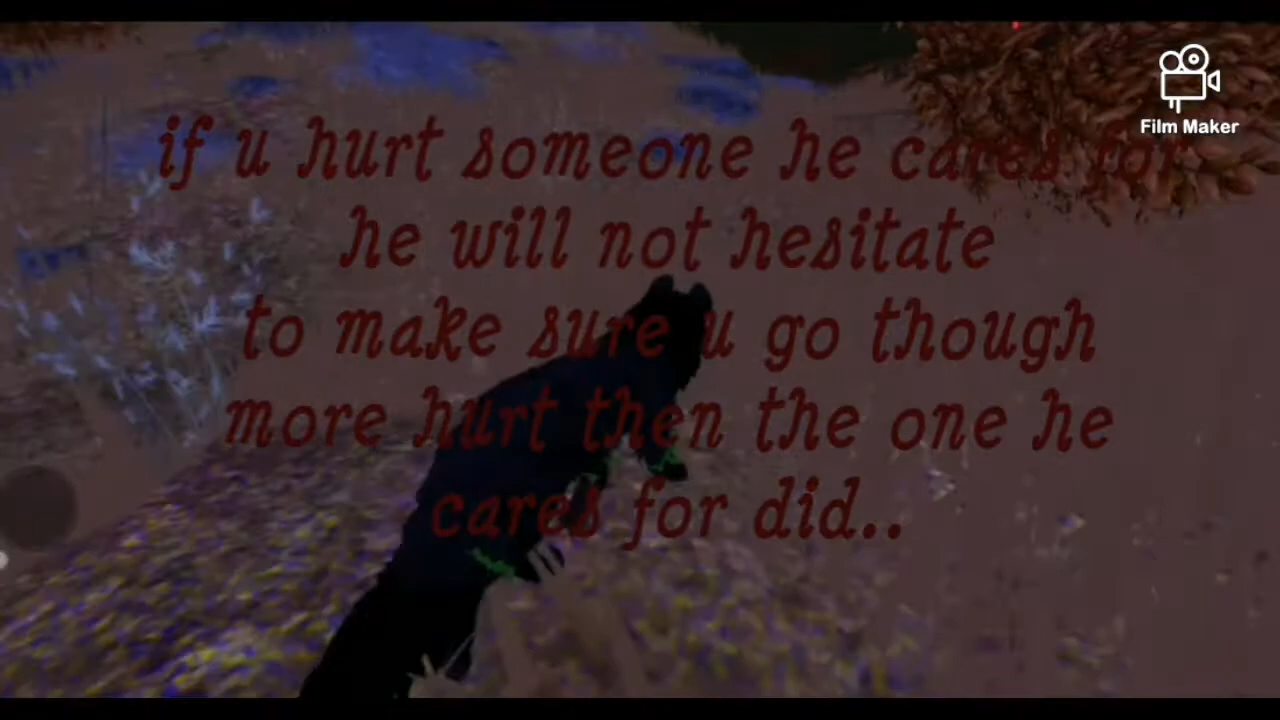 Film Maker
if u hurt someone he cares for
he will not hesitate
to make sure u go though
more hurt then the one he
cares for did..